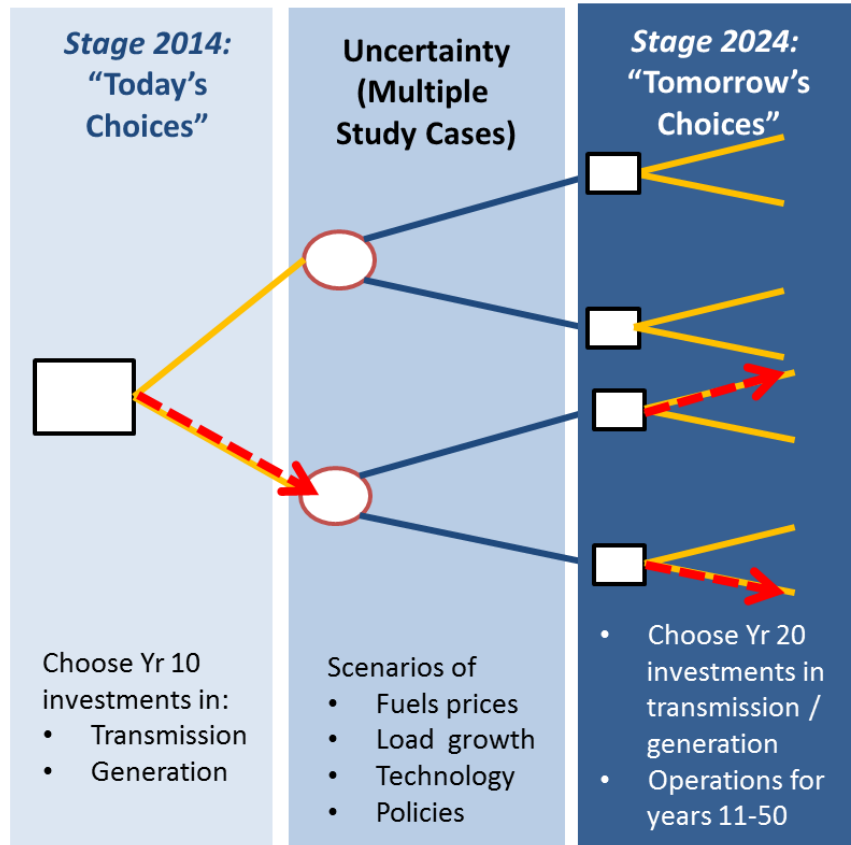 Stage 2014:
“Today’s
Choices”
Uncertainty
(Multiple
Study Cases)
Stage 2024:
“Tomorrow’s
Choices”
Choose Yr 10
investments in:
• Transmission
• Generation
Scenarios of
• Fuels prices
• Load growth
• Technology
• Policies
• Choose Yr 20
investments in
transmission /
generation
• Operations for
years 11-50